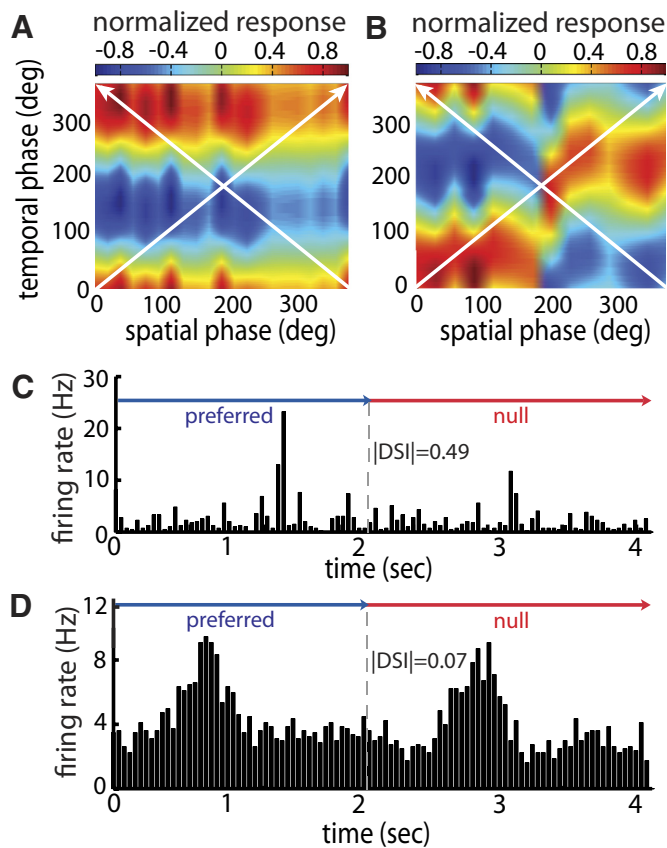 A
normalized response
-0.8 -0.4 0 0.4 0.8
temporal phase (deg)
300
200
100
0
0 100 200 300
spatial phase (deg)
B
normalized response
-0.8 -0.4 0 0.4 0.8
300
200
100
0
0 100 200 300
spatial phase (deg)
C
firing rate (Hz)
30
20
10
0
preferred
null
|DSI|=0.49
0 1 2 3 4
time (sec)
D
firing rate (Hz)
12
8
4
0
preferred
null
|DSI|=0.07
0 1 2 3 4
time (sec)